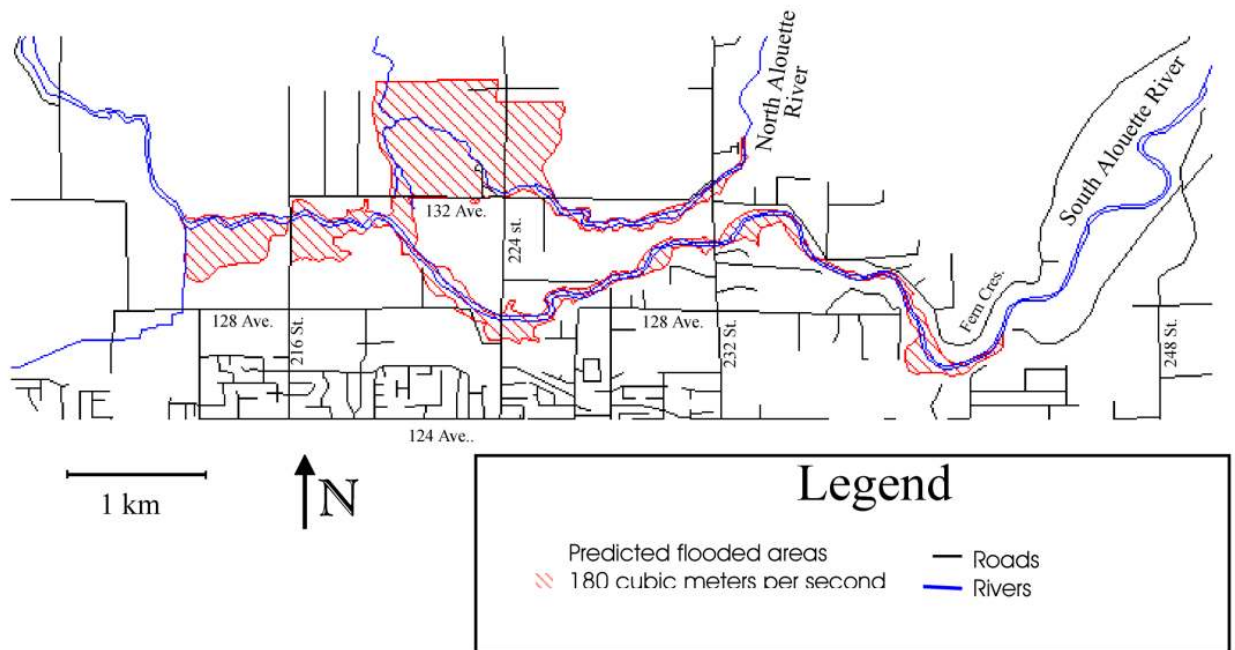 North Alouette
River
South Alouette River
132 Ave.
224 st.
Fern Cres.
128 Ave.
216 St.
128 Ave.
232 St.
248 St.
124 Ave..
1 km
N
Legend
Predicted flooded areas
180 cubic meters per second
Roads
Rivers